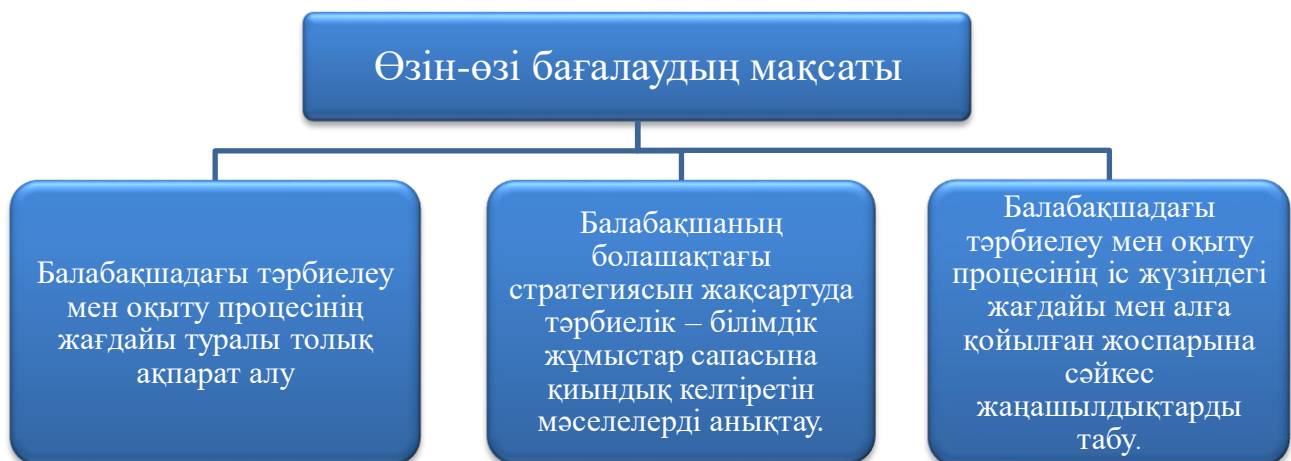 Өзін-өзі бағалаудың мақсаты
Балабақшадағы тәрбиелеу
мен оқыту процесінің
жағдайы туралы толық
ақпарат алу
Балабақшаның
болашақтағы
стратегиясын жақсартуда
тәрбиелік – білімдік
жұмыстар сапасына
қиындық келтіретін
мәселелерді анықтау.
Балабақшадағы
тәрбиелеу мен оқыту
процесінің іс жүзіндегі
жағдайы мен алға
қойылған жоспарына
сәйкес
жаңашылдықтарды
табу.